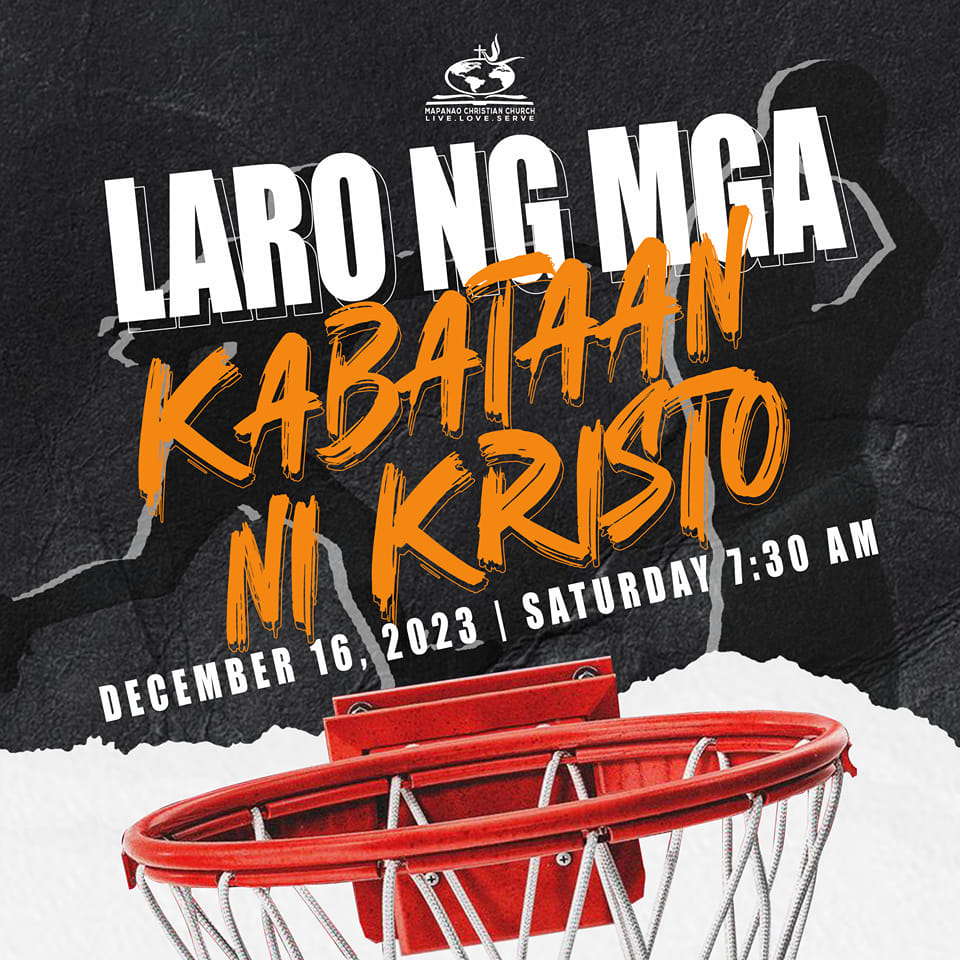 MAPANAO CHRISTIAN CHURCH
LIVE.LOVE.SERVE
LARO NG MGA
KABATAAN
NI KRISTO
DECEMBER 16, 2023 | SATURDAY 7:30 AM